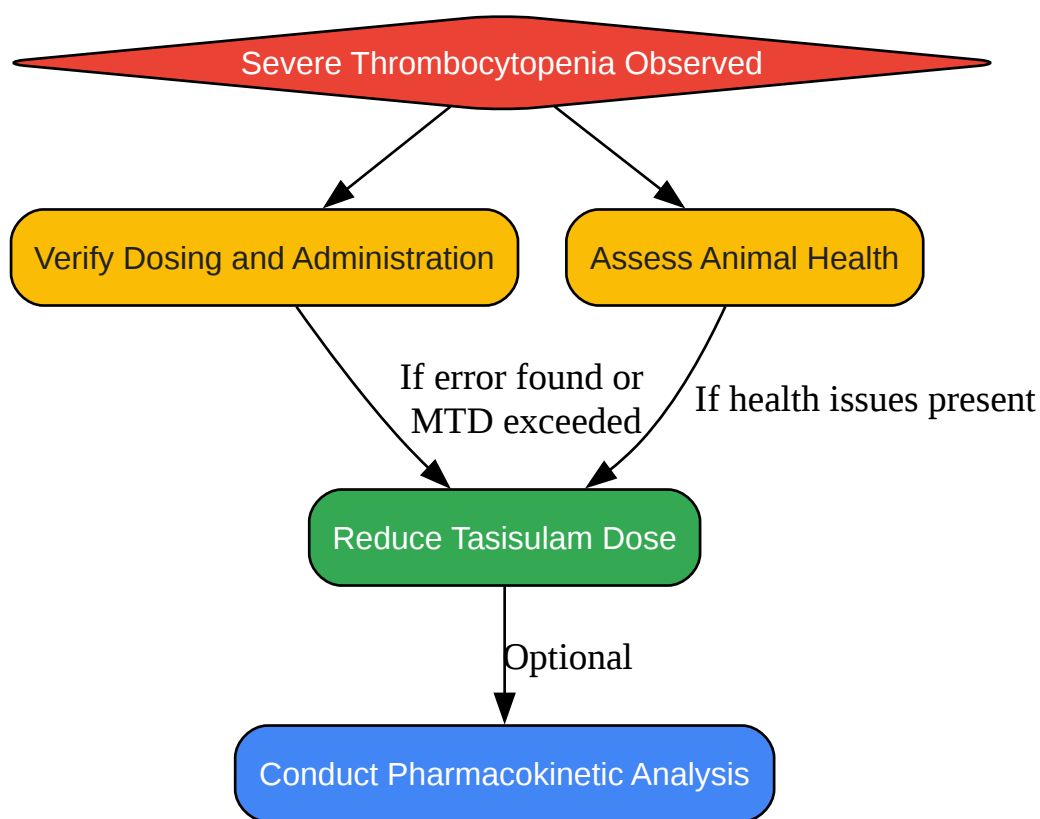 Severe Thrombocytopenia Observed
Verify Dosing and Administration
Assess Animal Health
If error found or
MTD exceeded
If health issues present
Reduce Tasisulam Dose
Optional
Conduct Pharmacokinetic Analysis